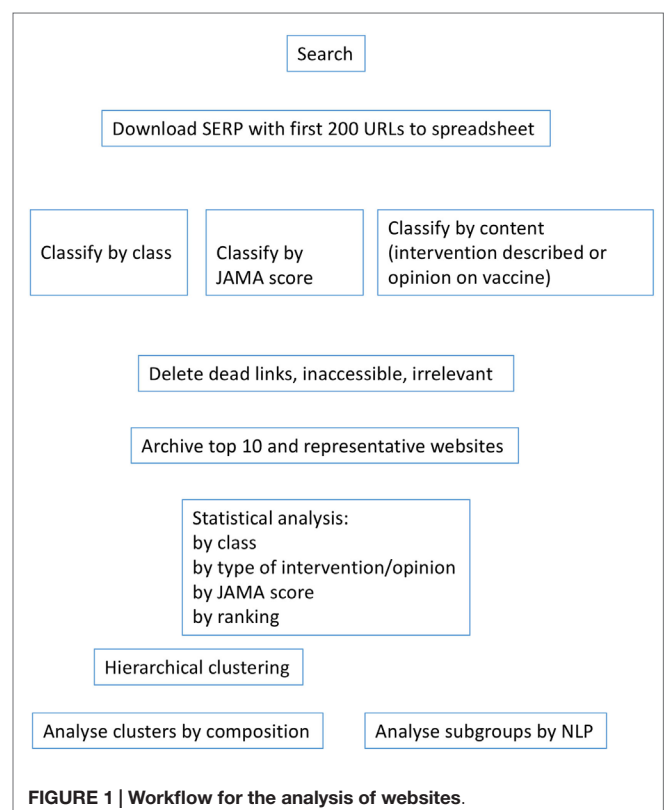 Search
Download SERP with first 200 URLs to spreadsheet
Classify by class
Classify by
JAMA score
Classify by content
(intervention described or
opinion on vaccine)
Delete dead links, inaccessible, irrelevant
Archive top 10 and representative websites
Statistical analysis:
by class
by type of intervention/opinion
by JAMA score
by ranking
Hierarchical clustering
Analyse clusters by composition
Analyse subgroups by NLP
FIGURE 1 | Workflow for the analysis of websites.